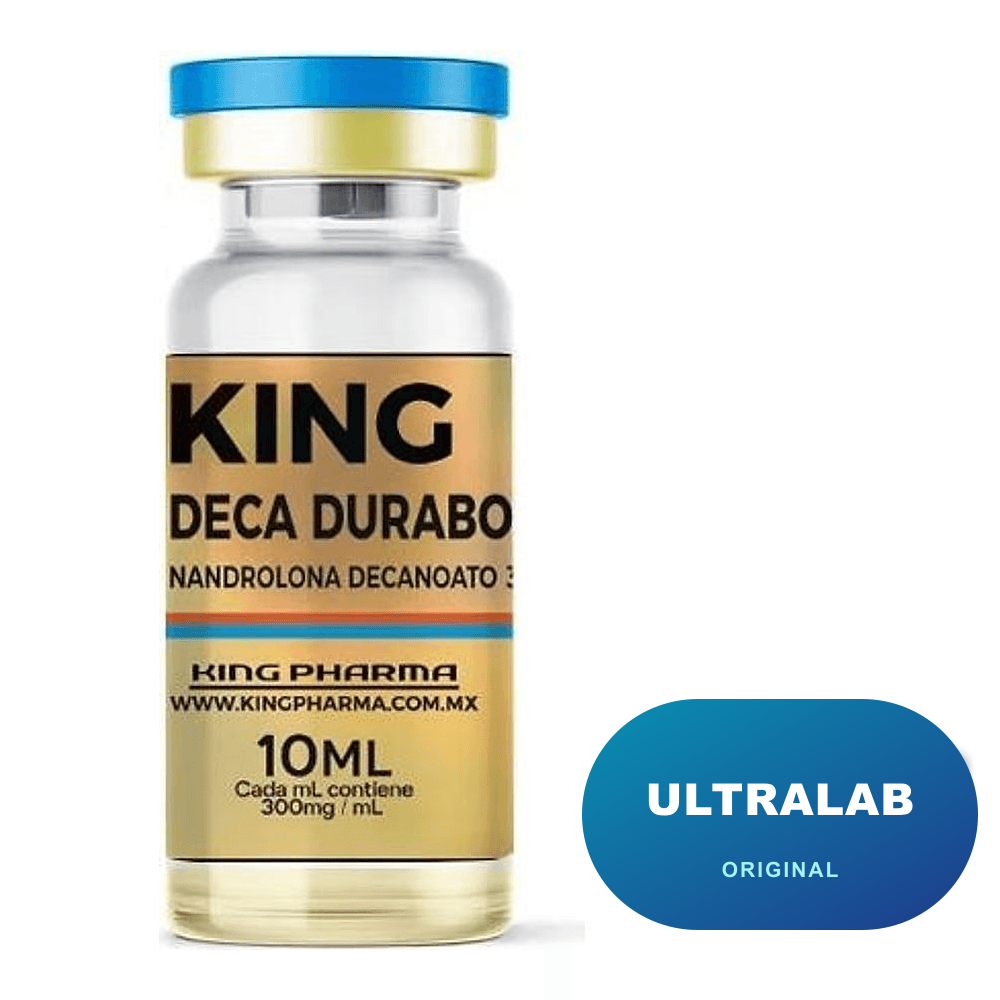 KING
DECA DURABO
NANDROLONA DECANOATO 3
KING PHARMA
WWW.KINGPHARMA.COM.MX
10ML
Cada mL contiene
300mg / mL
ULTRALAB
ORIGINAL